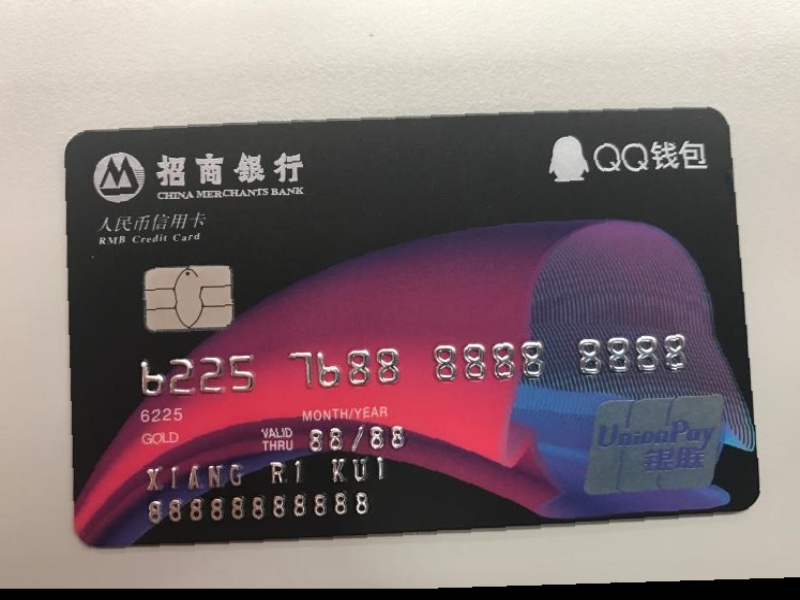 招商银行
CHINA MERCHANTS BANK
QQ钱包
人民币信用卡
RMB Credit Card
6225 7688 8888 8888
6225
MONTH/YEAR
GOLD
VALID THRU 88/88
XIANG RI KUI
88888888888
UnionPay
银联